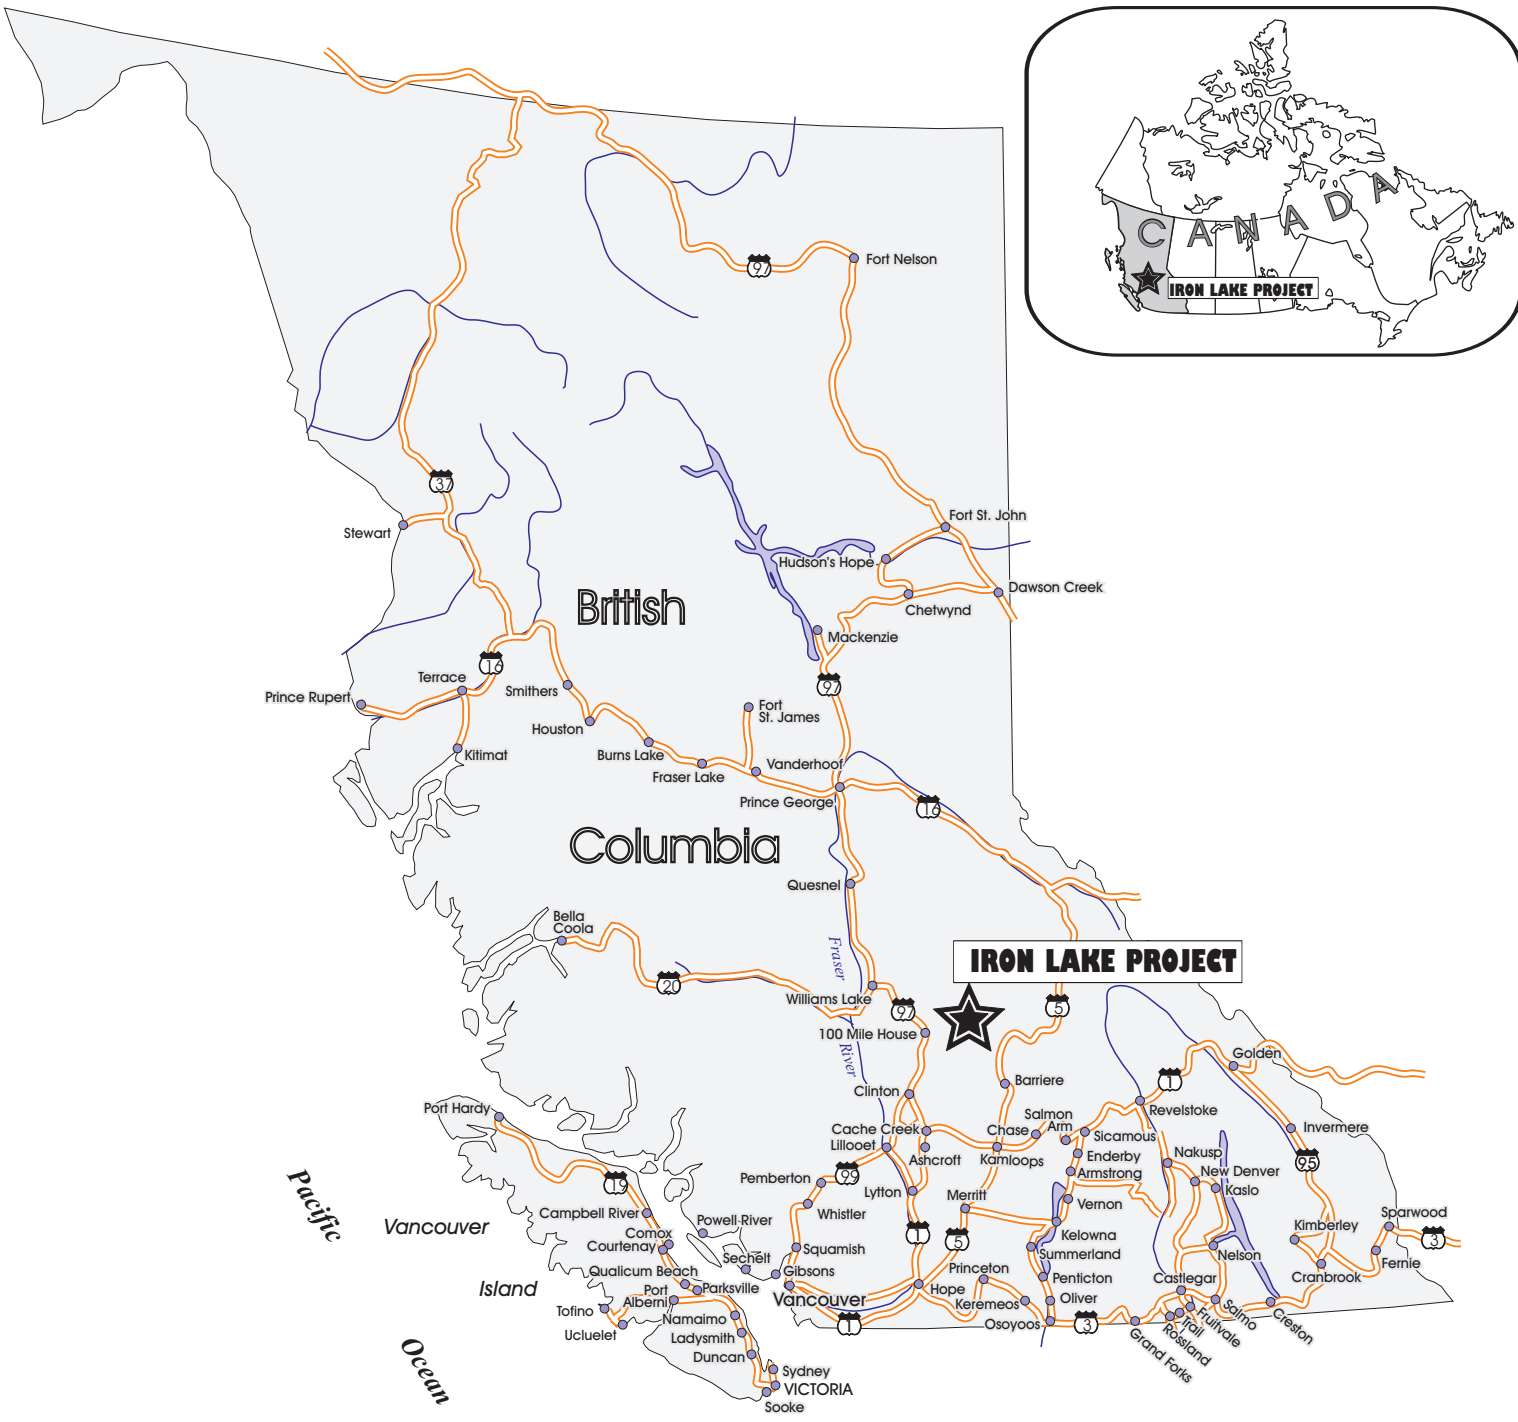 C A N A D A
IRON LAKE PROJECT
97
Fort Nelson
37
Stewart
Fort St. John
Hudson's Hope
Dawson Creek
Chetwynd
British
Mackenzie
16
Terrace
Smithers
Prince Rupert
97
Fort
St. James
Houston
Kitimat
Burns Lake
Fraser Lake
Vanderhoof
Prince George
16
Columbia
Quesnel
Bella
Coola
Fraser
River
IRON LAKE PROJECT
20
Williams Lake
97
5
100 Mile House
Golden
Barriere
1
Clinton
Port Hardy
Revelstoke
Salmon
Arm
Cache Creek
Chase
Sicamous
Invermere
Lillooet
Ashcroft
Kamloops
Enderby
Nakusp
95
Armstrong
New Denver
Pemberton
99
Lytton
Merritt
Kaslo
19
Vernon
Whistler
Campbell River
Powell River
Sparwood
Pacific
Vancouver
Kimberley
Comox
Courtenay
1
5
Kelowna
3
Squamish
Summerland
Nelson
Sechelt
Fernie
Qualicum Beach
Gibsons
Princeton
Penticton
Castlegar
Cranbrook
Island
Port
Alberni
Parksville
Vancouver
Hope
Keremeos
Oliver
Tofino
Namaimo
1
Osoyoos
3
Salmo
Creston
Ucluelet
Ladysmith
Fruitvale
Trail
Rossland
Grand Forks
Duncan
Ocean
Sydney
VICTORIA
Sooke